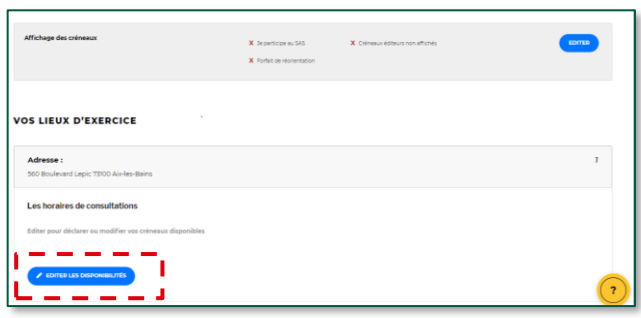 Affichage des créneaux
X Je participe au SAS X Créneaux éditeurs non affichés
EDITER
X Forfait de réorientation
VOS LIEUX D'EXERCICE
Adresse :
?
560 Boulevard Lepic 73100 Aix-les-Bains
Les horaires de consultations
Editer pour déclarer ou modifier vos créneaux disponibles
EDITER LES DISPONIBILITÉS
?